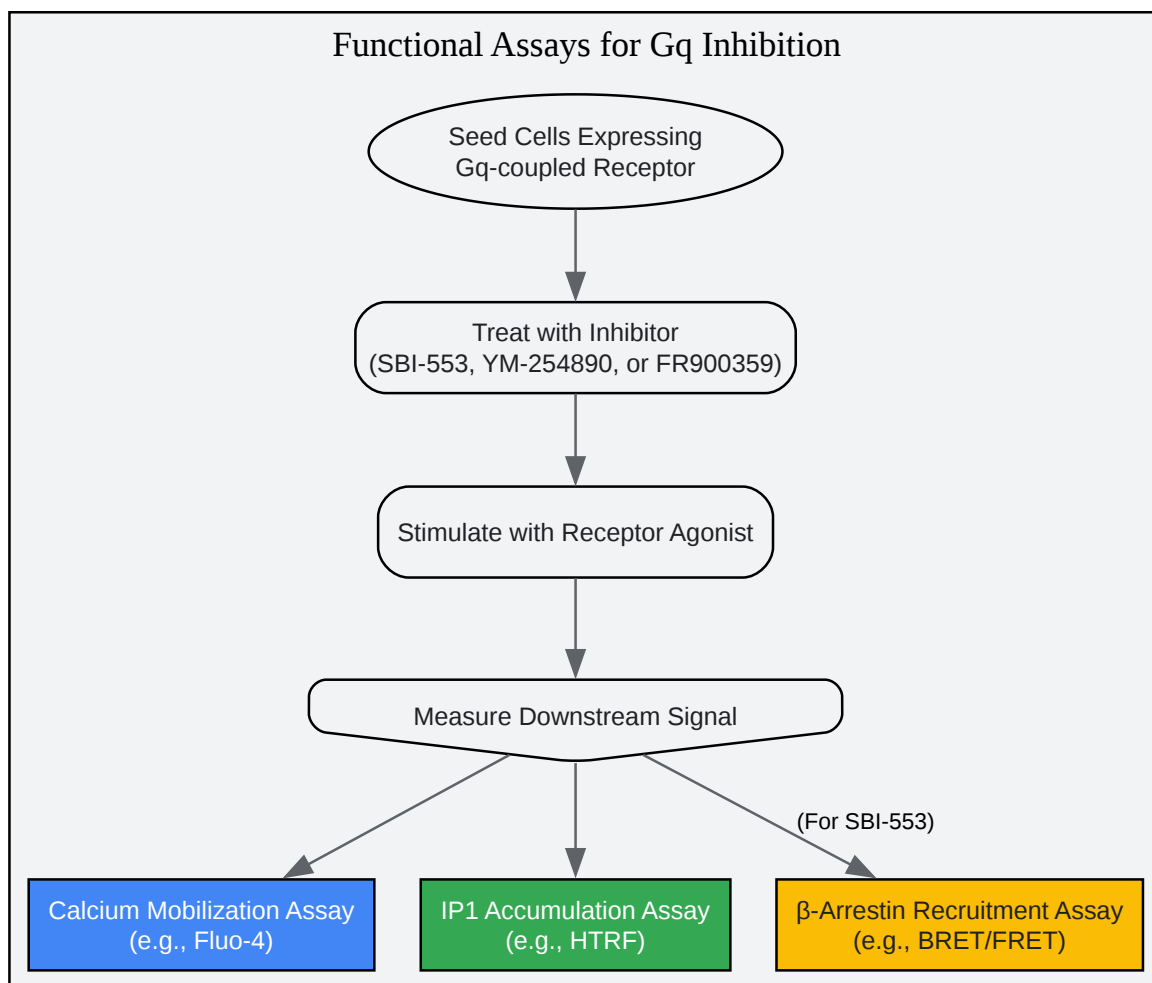 Functional Assays for Gq Inhibition
Seed Cells Expressing
Gq-coupled Receptor
Treat with Inhibitor
(SBI-553, YM-254890, or FR900359)
Stimulate with Receptor Agonist
Measure Downstream Signal
(For SBI-553)
Calcium Mobilization Assay
(e.g., Fluo-4)
IP1 Accumulation Assay
(e.g., HTRF)
β-Arrestin Recruitment Assay
(e.g., BRET/FRET)